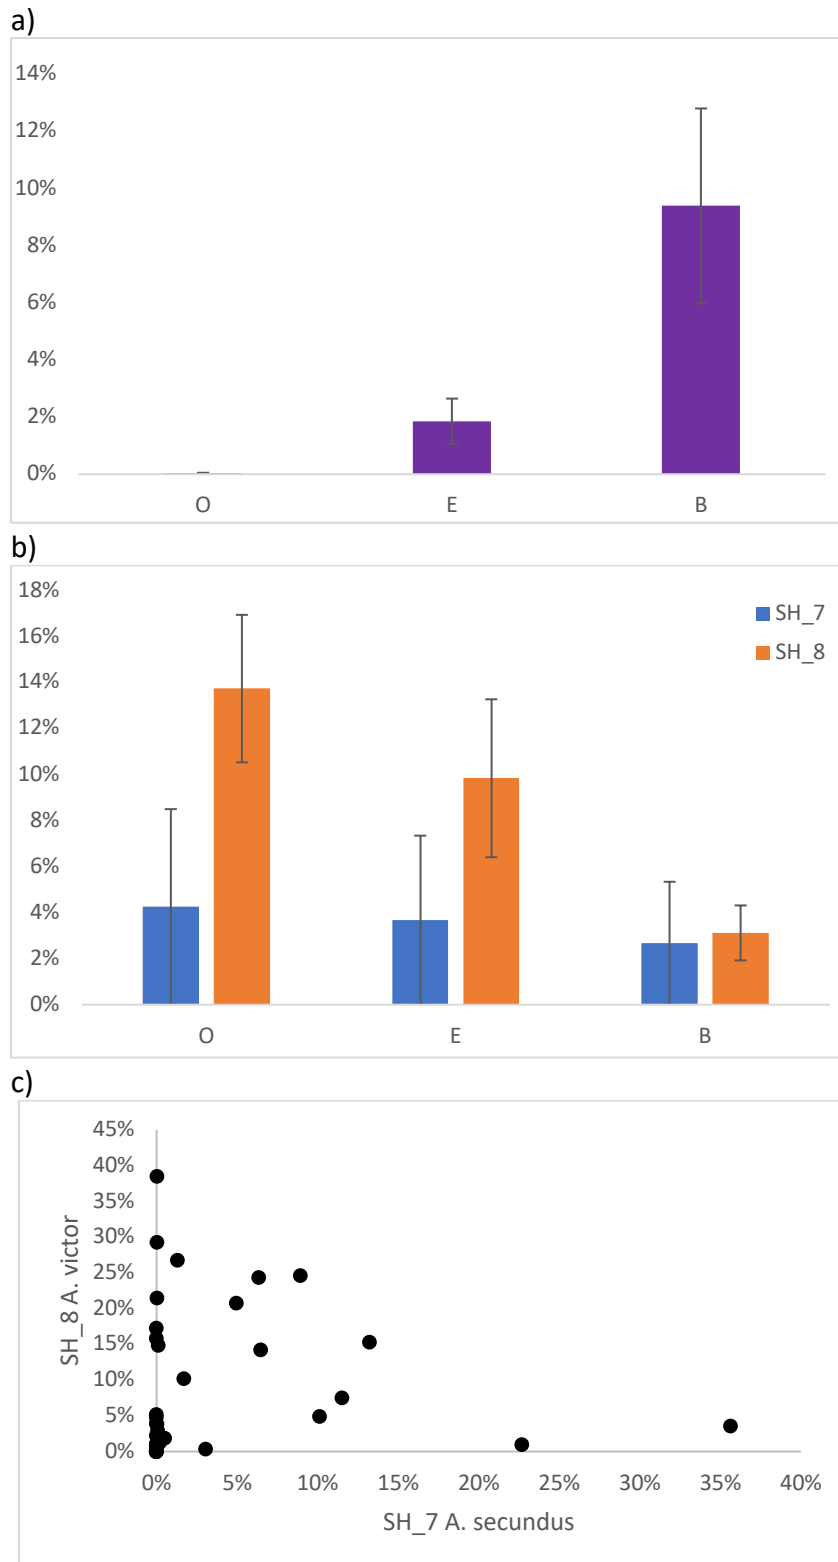 a)
14%
12%
10%
8%
6%
4%
2%
0%
O E B
b)
18%
16%
14%
12%
10%
8%
6%
4%
2%
0%
SH_7
SH_8
O E B
c)
45%
40%
35%
30%
25%
20%
15%
10%
5%
0%
SH_8 A. victor
0% 5% 10% 15% 20% 25% 30% 35% 40%
SH_7 A. secundus